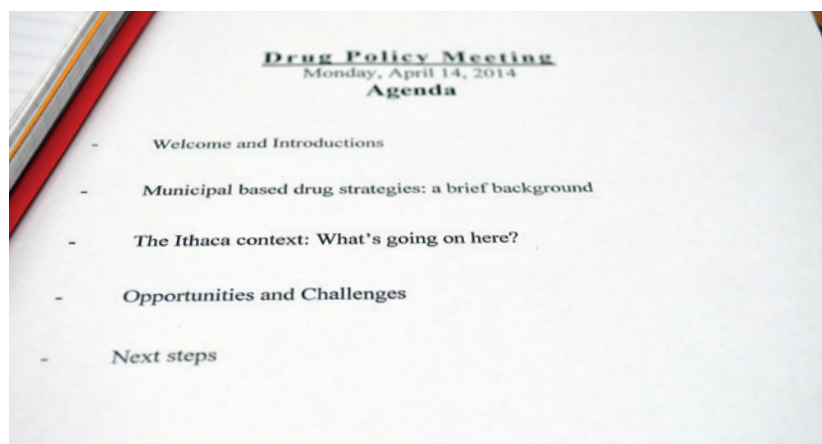 Drug Policy Meeting
Monday, April 14, 2014
Agenda
- Welcome and Introductions
- Municipal based drug strategies: a brief background
- The Ithaca context: What's going on here?
- Opportunities and Challenges
- Next steps